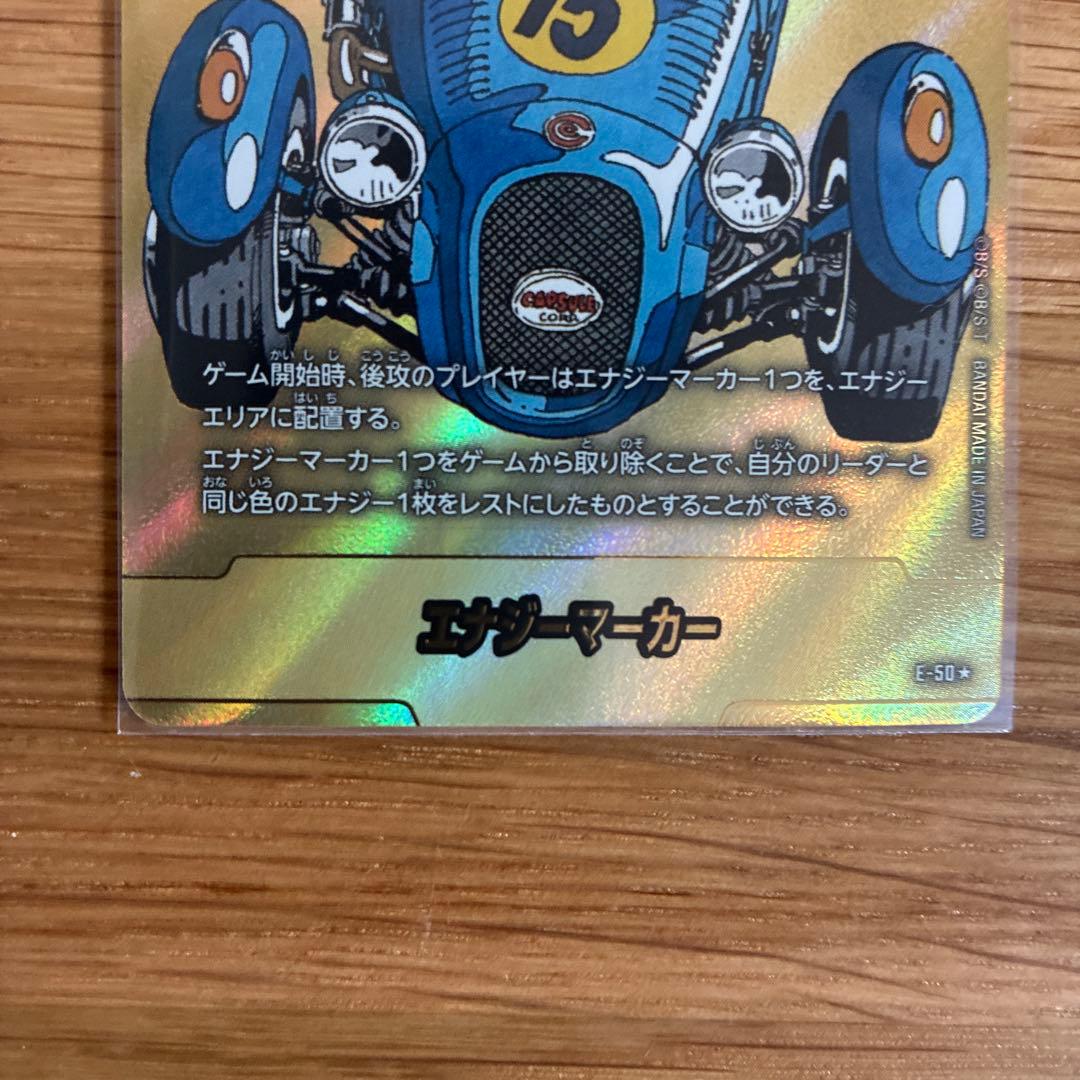 75
CAPSULE
CORP.
ゲーム開始時、後攻のプレイヤーはエナジーマーカー1つを、エナジー
エリアに配置する。
エナジーマーカー1つをゲームから取り除くことで、自分のリーダーと
同じ色のエナジー1枚をレストにしたものとすることができる。
エナジーマーカー
E-50★
©B/S ©B/S T BANDAI MADE IN JAPAN